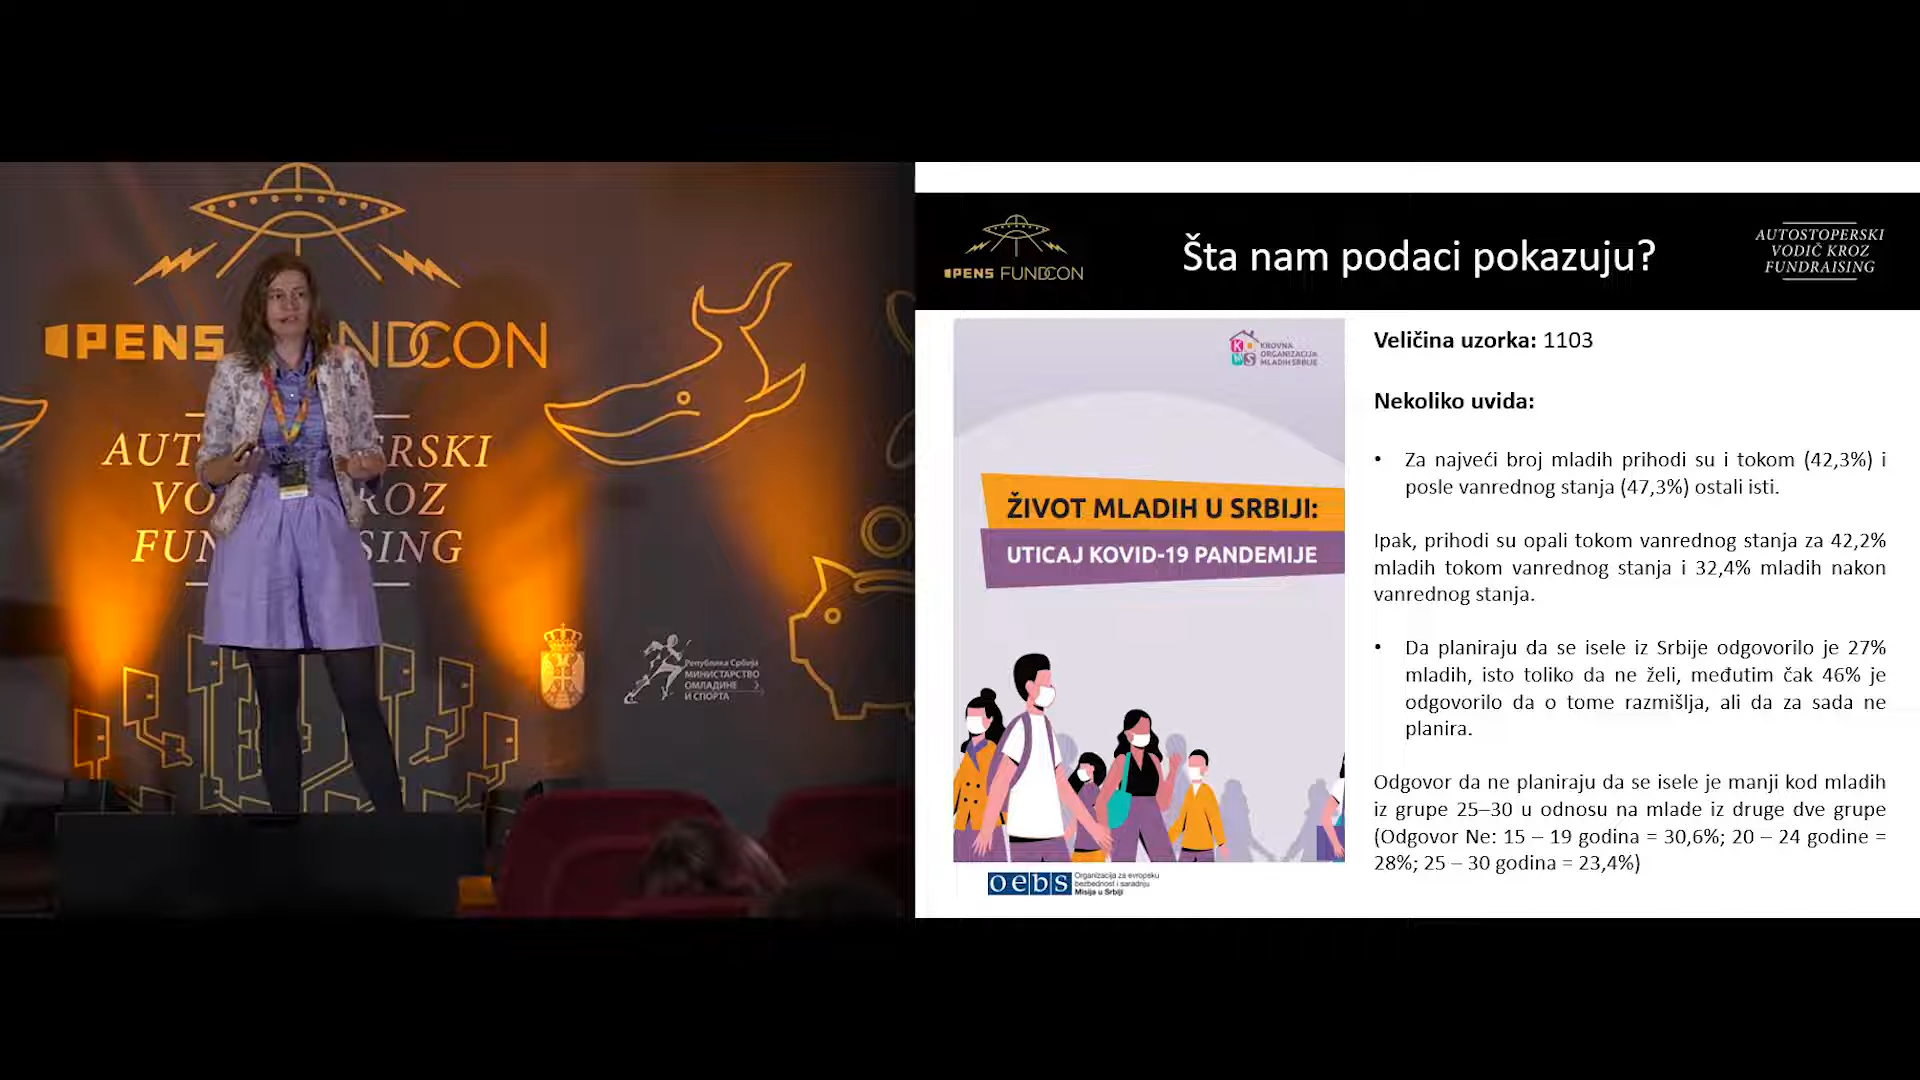 OPENS FUNDCON
AUTOSTOPERSKI
VODIČ KROZ
FUNDRAISING
Република Србија
МИНИСТАРСТВО
ОМЛАДИНЕ
И СПОРТА
OPENS FUNDCON
Šta nam podaci pokazuju?
AUTOSTOPERSKI
VODIČ KROZ
FUNDRAISING
KROVNA
ORGANIZACIJA
MLADIH SRBIJE
ŽIVOT MLADIH U SRBIJI:
UTICAJ KOVID-19 PANDEMIJE
oebs
Organizacija za evropsku
bezbednost i saradnju
Misija u Srbiji
Veličina uzorka: 1103
Nekoliko uvida:
• Za najveći broj mladih prihodi su i tokom (42,3%) i
posle vanrednog stanja (47,3%) ostali isti.
Ipak, prihodi su opali tokom vanrednog stanja za 42,2%
mladih tokom vanrednog stanja i 32,4% mladih nakon
vanrednog stanja.
• Da planiraju da se isele iz Srbije odgovorilo je 27%
mladih, isto toliko da ne želi, međutim čak 46% je
odgovorilo da o tome razmišlja, ali da za sada ne
planira.
Odgovor da ne planiraju da se isele je manji kod mladih
iz grupe 25–30 u odnosu na mlade iz druge dve grupe
(Odgovor Ne: 15 – 19 godina = 30,6%; 20 – 24 godine =
28%; 25 – 30 godina = 23,4%)